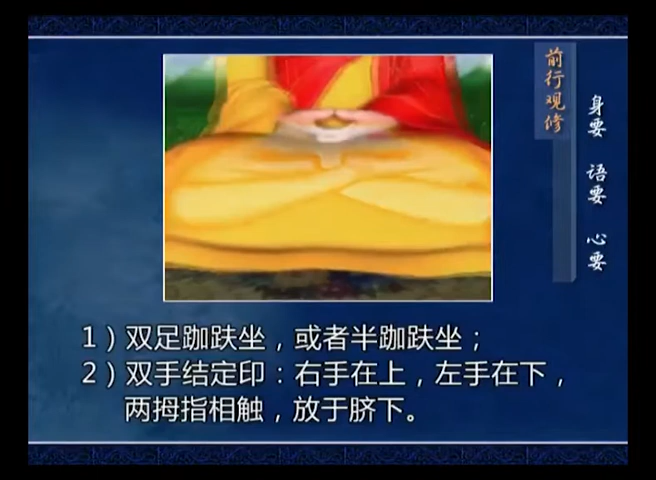 前行观修
身要 语要 心要
1）双足跏趺坐，或者半跏趺坐；
2）双手结定印：右手在上，左手在下，
两拇指相触，放于脐下。